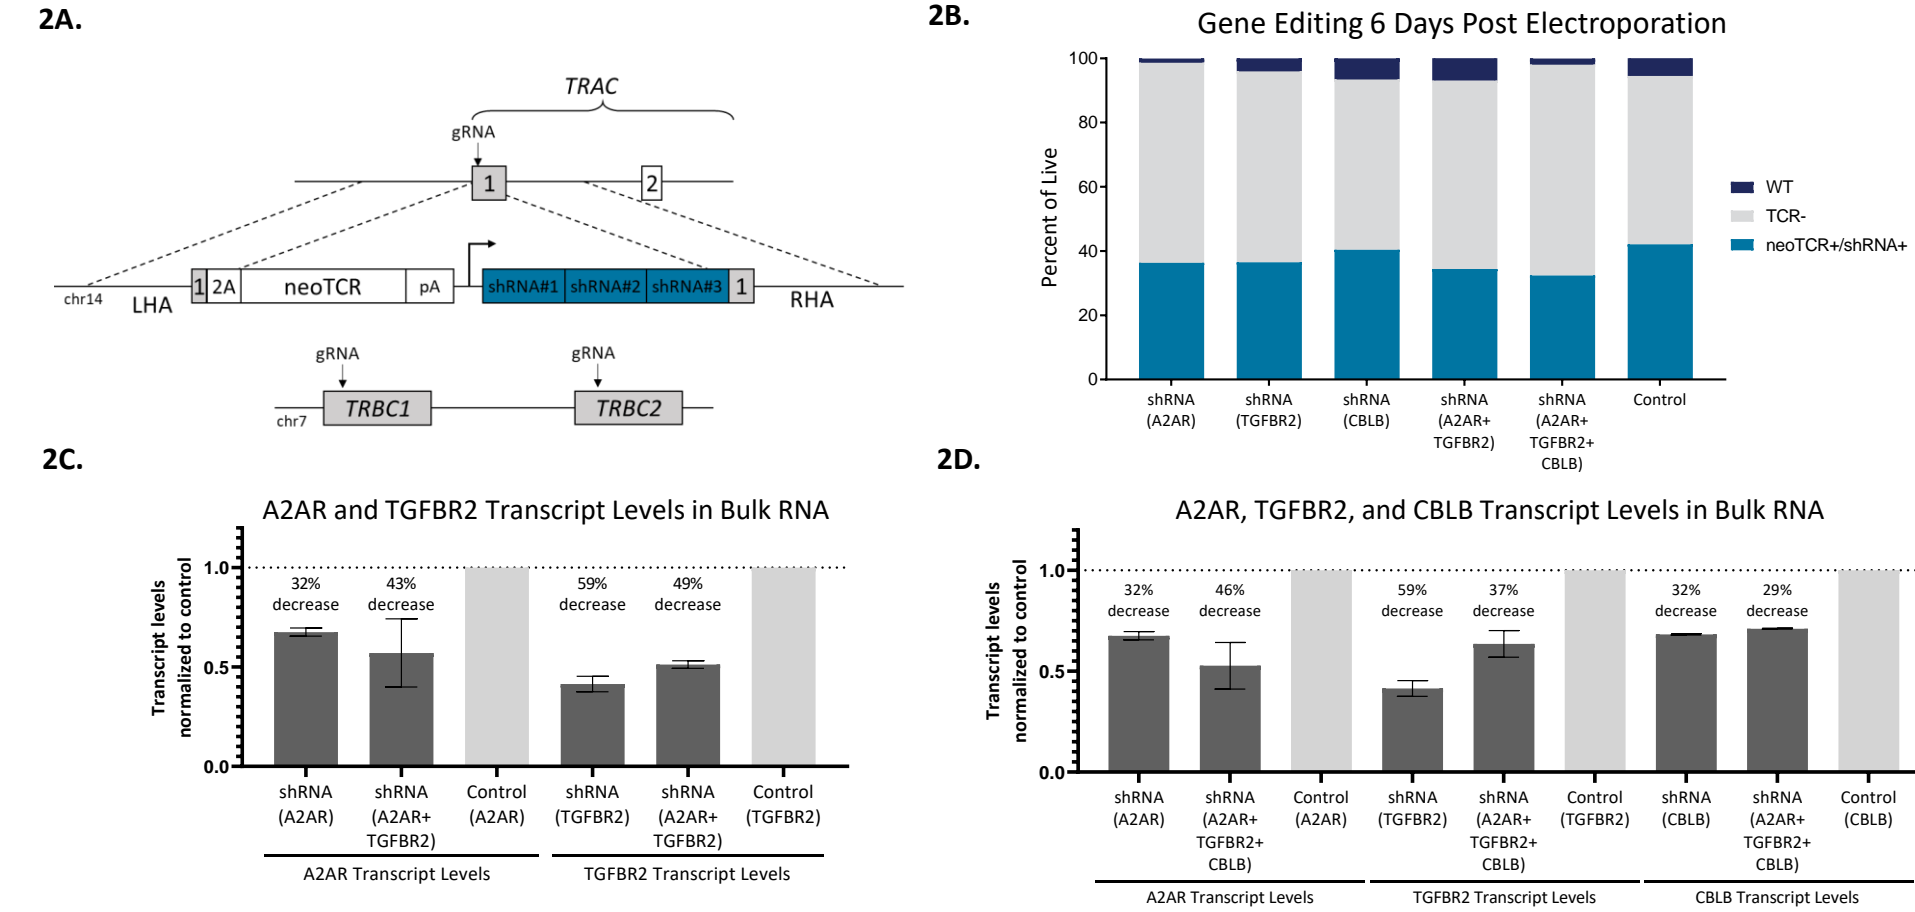 2A.
TRAC
gRNA
1
2
1
2A
neoTCR
pA
shRNA#1
shRNA#2
shRNA#3
1
chr14
LHA
RHA
gRNA
gRNA
TRBC1
TRBC2
chr7
2B.
Gene Editing 6 Days Post Electroporation
Percent of Live
100
80
60
40
20
0
shRNA
(A2AR)
shRNA
(TGFBR2)
shRNA
(CBLB)
shRNA
(A2AR+
TGFBR2)
shRNA
(A2AR+
TGFBR2+
CBLB)
Control
WT
TCR-
neoTCR+/shRNA+
2C.
A2AR and TGFBR2 Transcript Levels in Bulk RNA
Transcript levels
normalized to control
1.0
0.5
0.0
32%
decrease
43%
decrease
59%
decrease
49%
decrease
shRNA
(A2AR)
shRNA
(A2AR+
TGFBR2)
Control
(A2AR)
shRNA
(TGFBR2)
shRNA
(A2AR+
TGFBR2)
Control
(TGFBR2)
A2AR Transcript Levels
TGFBR2 Transcript Levels
2D.
A2AR, TGFBR2, and CBLB Transcript Levels in Bulk RNA
Transcript levels
normalized to control
1.0
0.5
0.0
32%
decrease
46%
decrease
59%
decrease
37%
decrease
32%
decrease
29%
decrease
shRNA
(A2AR)
shRNA
(A2AR+
TGFBR2+
CBLB)
Control
(A2AR)
shRNA
(TGFBR2)
shRNA
(A2AR+
TGFBR2+
CBLB)
Control
(TGFBR2)
shRNA
(CBLB)
shRNA
(A2AR+
TGFBR2+
CBLB)
Control
(CBLB)
A2AR Transcript Levels
TGFBR2 Transcript Levels
CBLB Transcript Levels